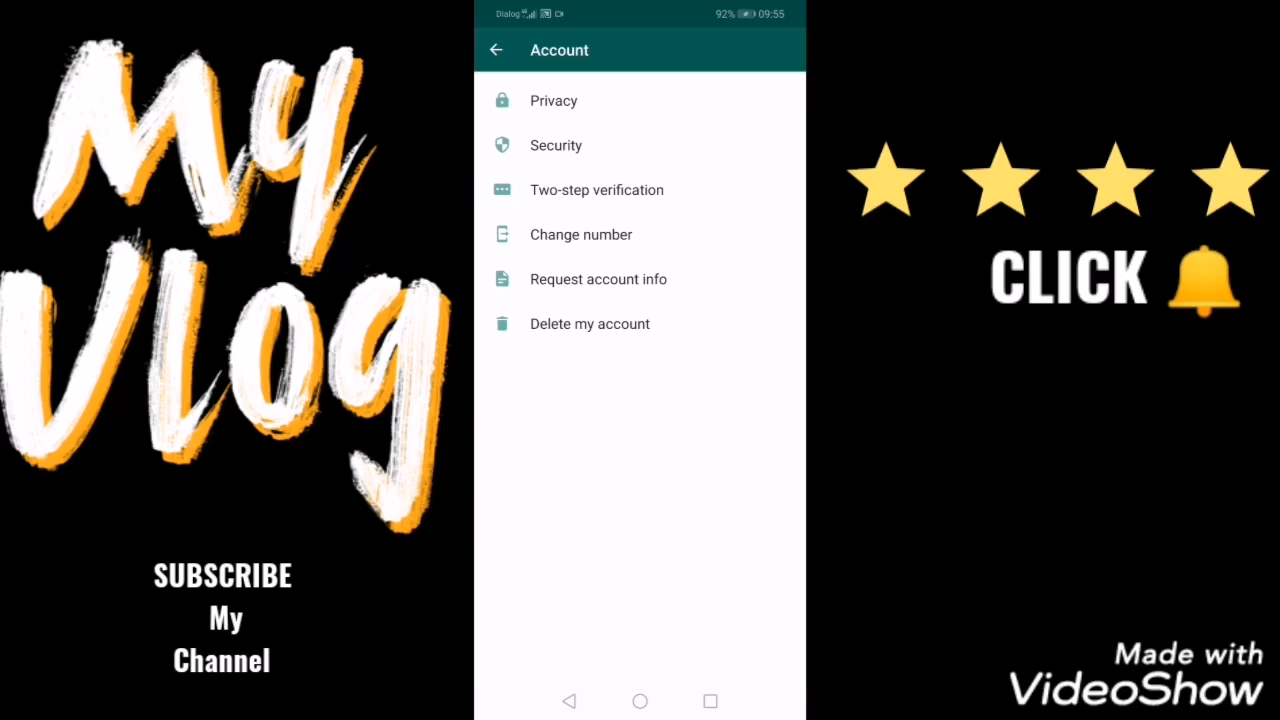 My
Vlog
SUBSCRIBE
My
Channel
Dialog 92% 09:55
Account
Privacy
Security
Two-step verification
Change number
Request account info
Delete my account
CLICK
Made with
VideoShow